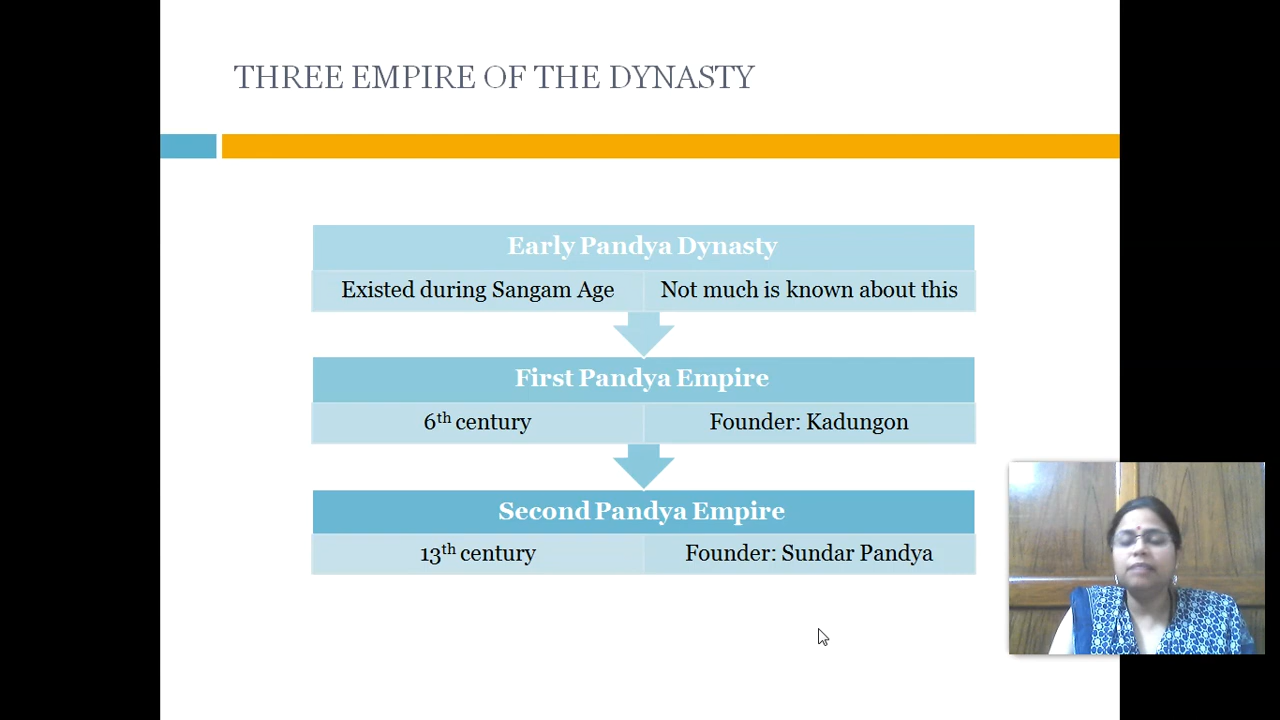 THREE EMPIRE OF THE DYNASTY
Early Pandya Dynasty
Existed during Sangam Age
Not much is known about this
First Pandya Empire
6th century
Founder: Kadungon
Second Pandya Empire
13th century
Founder: Sundar Pandya